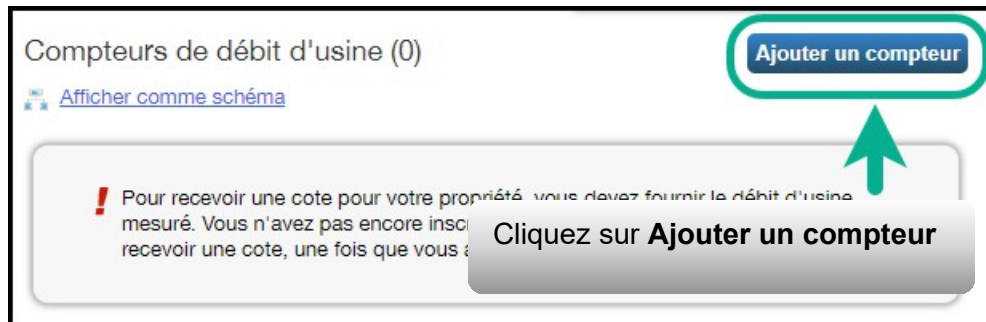 Compteurs de débit d'usine (0)
Ajouter un compteur
Afficher comme schéma
! Pour recevoir une cote pour votre propriété, vous devez fournir le débit d'usine
mesuré. Vous n'avez pas encore
recevoir une cote, une fois que vous
Cliquez sur Ajouter un compteur